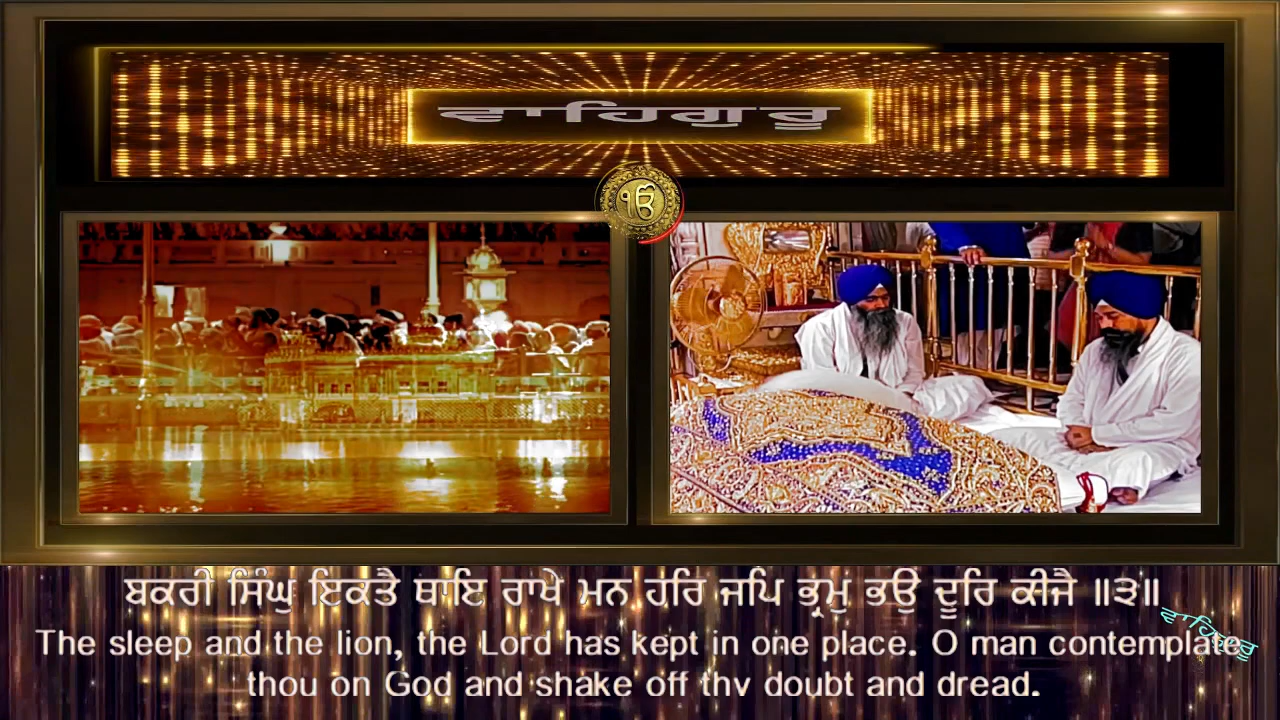 ਵਾਹਿਗੁਰੂ
ੴ
ਬਕਰੀ ਸਿੰਘੁ ਇਕਤੈ ਥਾਇ ਰਾਖੇ ਮਨ ਹਰਿ ਜਪਿ ਭ੍ਰਮੁ ਭਉ ਦੂਰਿ ਕੀਜੈ ॥੩॥
ਵਾਹਿਗੁਰੂ
The sleep and the lion, the Lord has kept in one place. O man contemplate
thou on God and shake off thy doubt and dread.